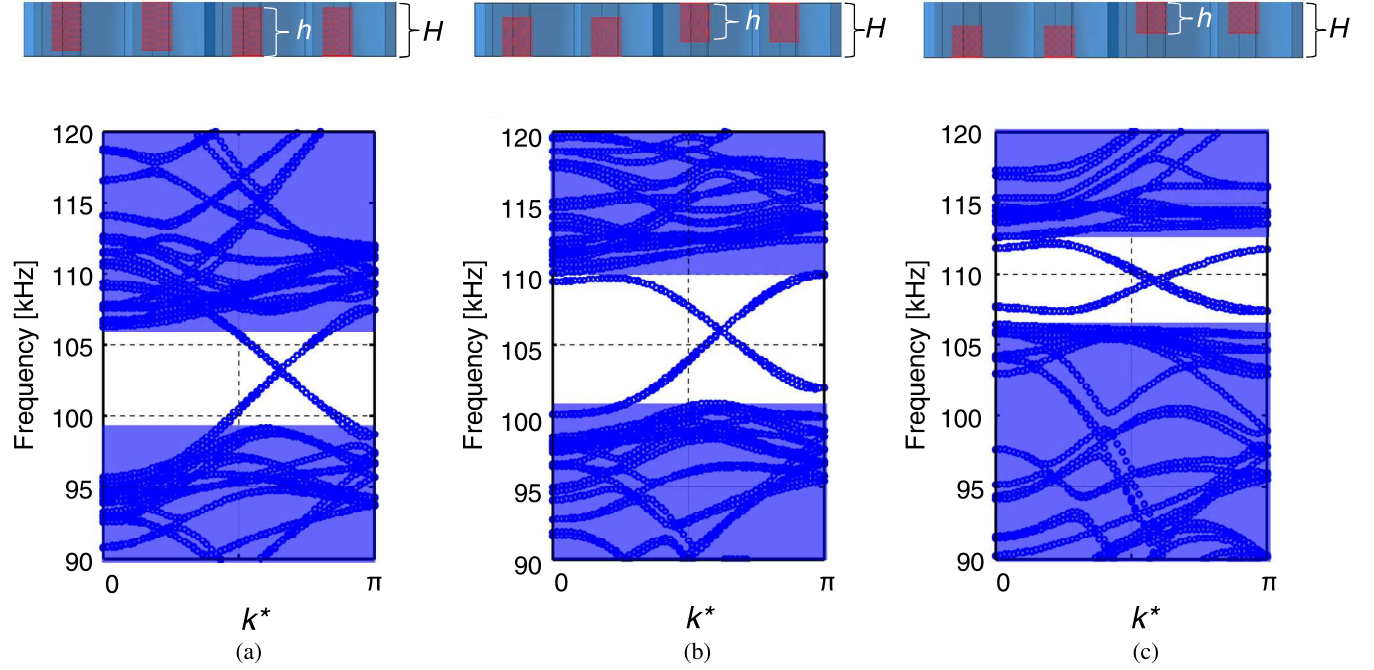 h H h H h H
120 120 120
115 115 115
110 110 110
105 105 105
100 100 100
95 95 95
90 90 90
Frequency [kHz] Frequency [kHz] Frequency [kHz]
0 π 0 π 0 π
k* k* k*
(a) (b) (c)